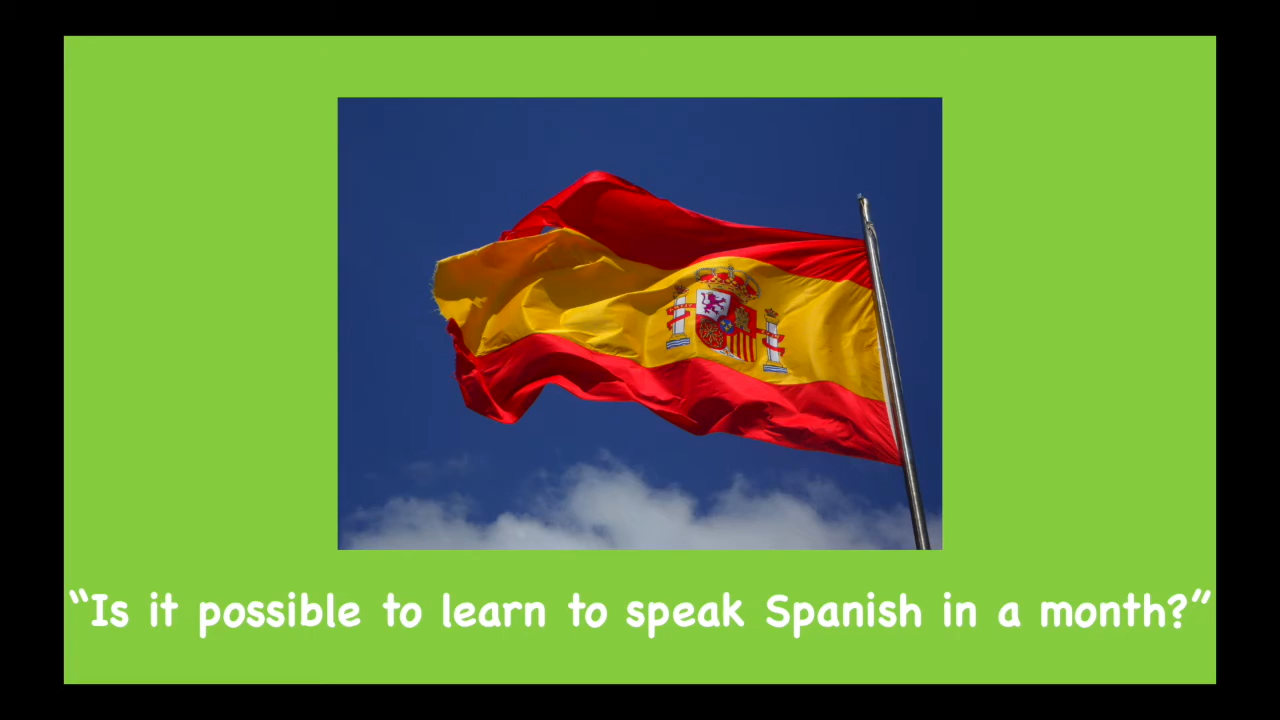 “Is it possible to learn to speak Spanish in a month?”